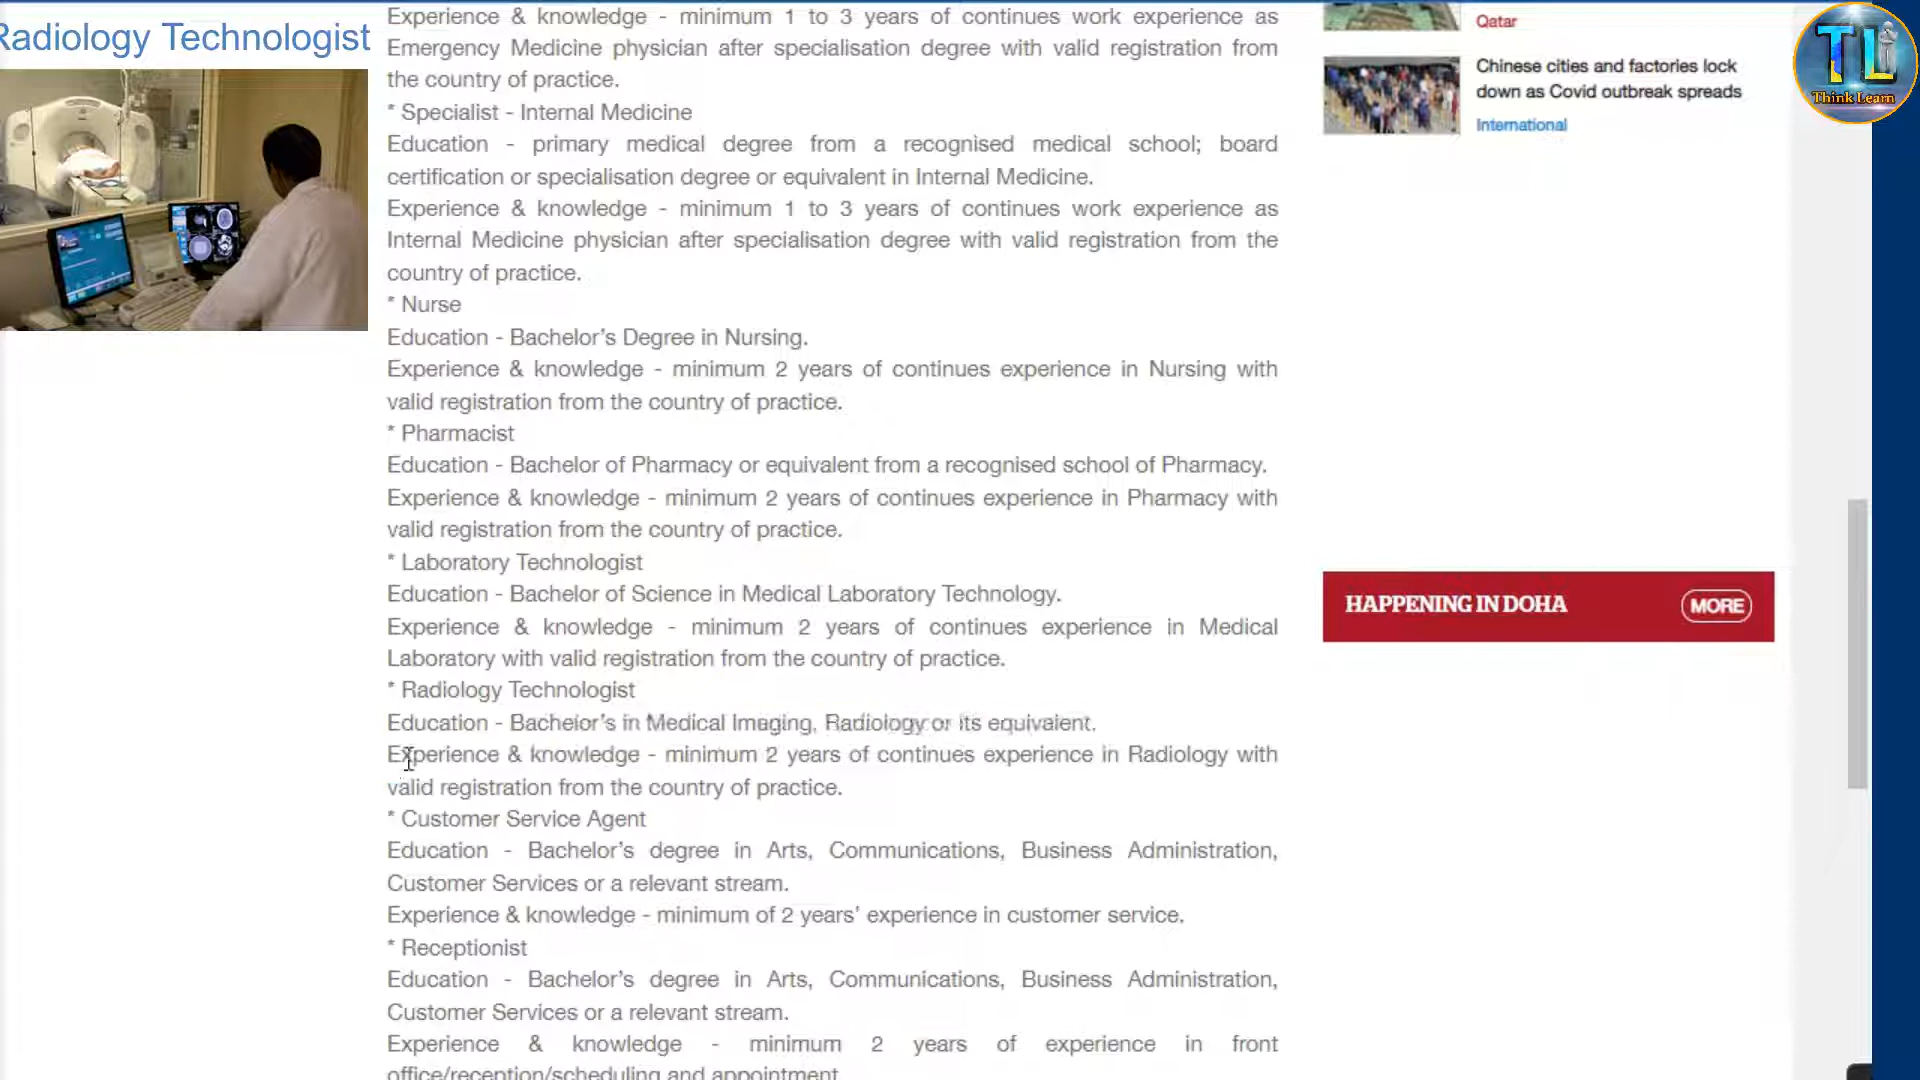 Radiology Technologist
Experience & knowledge - minimum 1 to 3 years of continues work experience as
Emergency Medicine physician after specialisation degree with valid registration from
the country of practice.
* Specialist - Internal Medicine
Education - primary medical degree from a recognised medical school; board
certification or specialisation degree or equivalent in Internal Medicine.
Experience & knowledge - minimum 1 to 3 years of continues work experience as
Internal Medicine physician after specialisation degree with valid registration from the
country of practice.
* Nurse
Education - Bachelor’s Degree in Nursing.
Experience & knowledge - minimum 2 years of continues experience in Nursing with
valid registration from the country of practice.
* Pharmacist
Education - Bachelor of Pharmacy or equivalent from a recognised school of Pharmacy.
Experience & knowledge - minimum 2 years of continues experience in Pharmacy with
valid registration from the country of practice.
* Laboratory Technologist
Education - Bachelor of Science in Medical Laboratory Technology.
Experience & knowledge - minimum 2 years of continues experience in Medical
Laboratory with valid registration from the country of practice.
* Radiology Technologist
Education - Bachelor’s in Medical Imaging, Radiology or its equivalent.
Experience & knowledge - minimum 2 years of continues experience in Radiology with
valid registration from the country of practice.
* Customer Service Agent
Education - Bachelor’s degree in Arts, Communications, Business Administration,
Customer Services or a relevant stream.
Experience & knowledge - minimum of 2 years’ experience in customer service.
* Receptionist
Education - Bachelor’s degree in Arts, Communications, Business Administration,
Customer Services or a relevant stream.
Experience & knowledge - minimum 2 years of experience in front
office/reception/scheduling and appointment
Qatar
Chinese cities and factories lock
down as Covid outbreak spreads
International
HAPPENING IN DOHA
MORE
TL
Think Learn